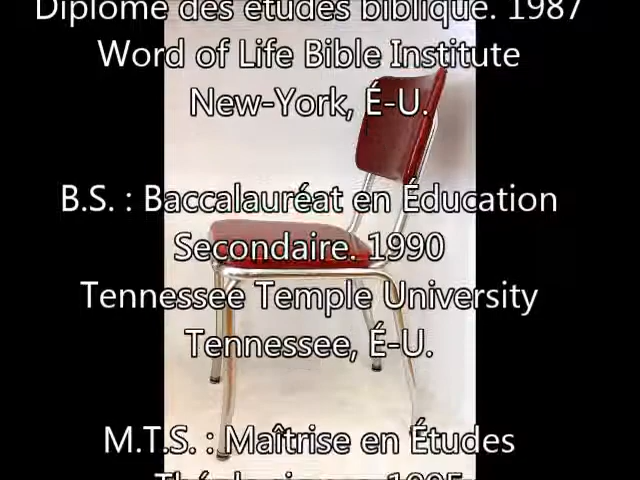 Diplôme des études biblique. 1987
Word of Life Bible Institute
New-York, É-U.
B.S. : Baccalauréat en Éducation
Secondaire. 1990
Tennessee Temple University
Tennessee, É-U.
M.T.S. : Maîtrise en Études